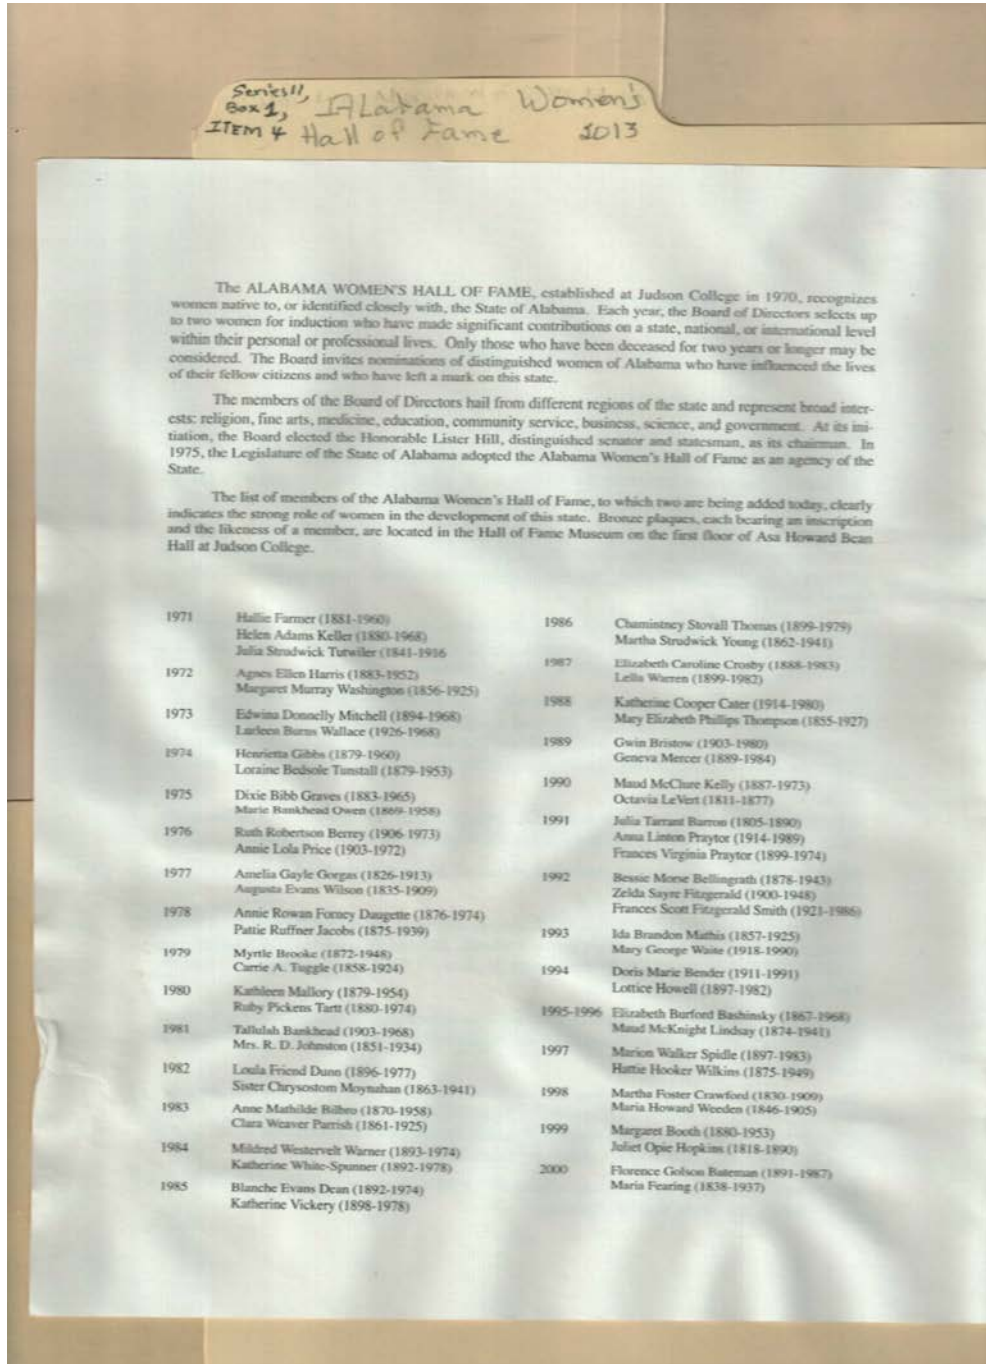 Series 11,
Box 1,
ITEM 4
ALabama Women's
Hall of Fame 2013
The ALABAMA WOMEN'S HALL OF FAME, established at Judson College in 1970, recognizes
women native to, or identified closely with, the State of Alabama. Each year, the Board of Directors selects up
to two women for induction who have made significant contributions on a state, national, or international level
within their personal or professional lives. Only those who have been deceased for two years or longer may be
considered. The Board invites nominations of distinguished women of Alabama who have influenced the lives
of their fellow citizens and who have left a mark on this state.
The members of the Board of Directors hail from different regions of the state and represent broad inter-
ests: religion, fine arts, medicine, education, community service, business, science, and government. At its ini-
tiation, the Board elected the Honorable Lister Hill, distinguished senator and statesman, as its chairman. In
1975, the Legislature of the State of Alabama adopted the Alabama Women's Hall of Fame as an agency of the
State.
The list of members of the Alabama Women's Hall of Fame, to which two are being added today, clearly
indicates the strong role of women in the development of this state. Bronze plaques, each bearing an inscription
and the likeness of a member, are located in the Hall of Fame Museum on the first floor of Asa Howard Bean
Hall at Judson College.
1971 Hallie Farmer (1881-1960)
Helen Adams Keller (1880-1968)
Julia Strudwick Tutwiler (1841-1916
1972 Agnes Ellen Harris (1883-1952)
Margaret Murray Washington (1856-1925)
1973 Edwina Donnelly Mitchell (1894-1968)
Lurleen Burns Wallace (1926-1968)
1974 Henrietta Gibbs (1879-1960)
Loraine Bedsole Tunstall (1879-1953)
1975 Dixie Bibb Graves (1883-1965)
Marie Bankhead Owen (1869-1958)
1976 Ruth Robertson Berrey (1906-1973)
Annie Lola Price (1903-1972)
1977 Amelia Gayle Gorgas (1826-1913)
Augusta Evans Wilson (1835-1909)
1978 Annie Rowan Forney Daugette (1876-1974)
Pattie Ruffner Jacobs (1875-1939)
1979 Myrtle Brooke (1872-1948)
Carrie A. Tuggle (1858-1924)
1980 Kathleen Mallory (1879-1954)
Ruby Pickens Tartt (1880-1974)
1981 Tallulah Bankhead (1903-1968)
Mrs. R. D. Johnston (1851-1934)
1982 Loula Friend Dunn (1896-1977)
Sister Chrysostom Moynahan (1863-1941)
1983 Anne Mathilde Bilbro (1870-1958)
Clara Weaver Parrish (1861-1925)
1984 Mildred Westervelt Warner (1893-1974)
Katherine White-Spunner (1892-1978)
1985 Blanche Evans Dean (1892-1974)
Katherine Vickery (1898-1978)
1986 Chamintney Stovall Thomas (1899-1979)
Martha Strudwick Young (1862-1941)
1987 Elizabeth Caroline Crosby (1888-1983)
Lella Warren (1899-1982)
1988 Katherine Cooper Cater (1914-1980)
Mary Elizabeth Phillips Thompson (1855-1927)
1989 Gwin Bristow (1903-1980)
Geneva Mercer (1889-1984)
1990 Maud McClure Kelly (1887-1973)
Octavia LeVert (1811-1877)
1991 Julia Tarrant Barron (1805-1890)
Anna Linton Praytor (1914-1989)
Frances Virginia Praytor (1899-1974)
1992 Bessie Morse Bellingrath (1878-1943)
Zelda Sayre Fitzgerald (1900-1948)
Frances Scott Fitzgerald Smith (1921-1986)
1993 Ida Brandon Mathis (1857-1925)
Mary George Waite (1918-1990)
1994 Doris Marie Bender (1911-1991)
Lottice Howell (1897-1982)
1995-1996 Elizabeth Burford Bashinsky (1867-1968)
Maud McKnight Lindsay (1874-1941)
1997 Marion Walker Spidle (1897-1983)
Hattie Hooker Wilkins (1875-1949)
1998 Martha Foster Crawford (1830-1909)
Maria Howard Weeden (1846-1905)
1999 Margaret Booth (1880-1953)
Juliet Opie Hopkins (1818-1890)
2000 Florence Golson Bateman (1891-1987)
Maria Fearing (1838-1937)